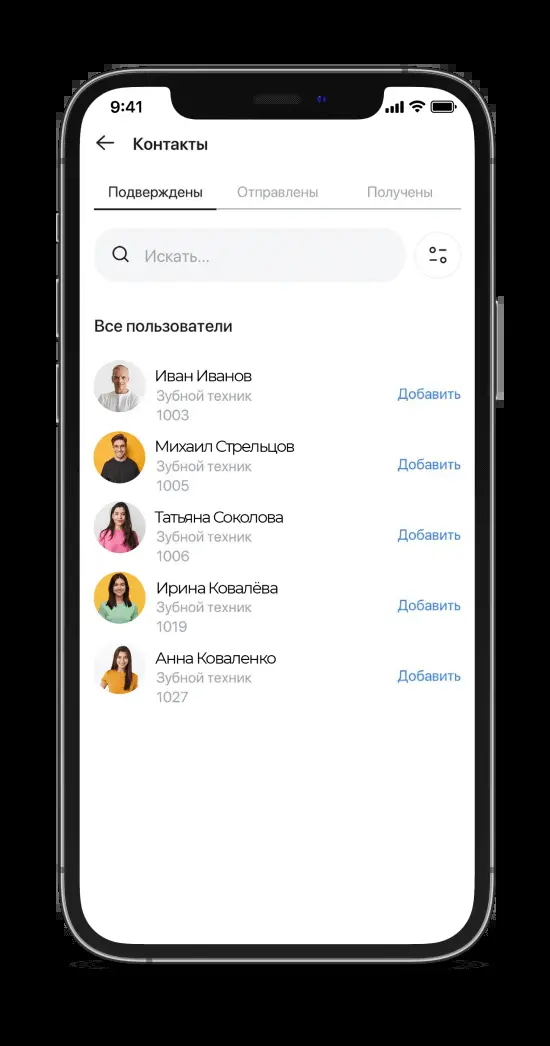 9:41
Контакты
Подверждены Отправлены Получены
Искать...
Все пользователи
Иван Иванов
Зубной техник
Добавить
1003
Михаил Стрельцов
Зубной техник
Добавить
1005
Татьяна Соколова
Зубной техник
Добавить
1006
Ирина Ковалёва
Зубной техник
Добавить
1019
Анна Коваленко
Зубной техник
Добавить
1027